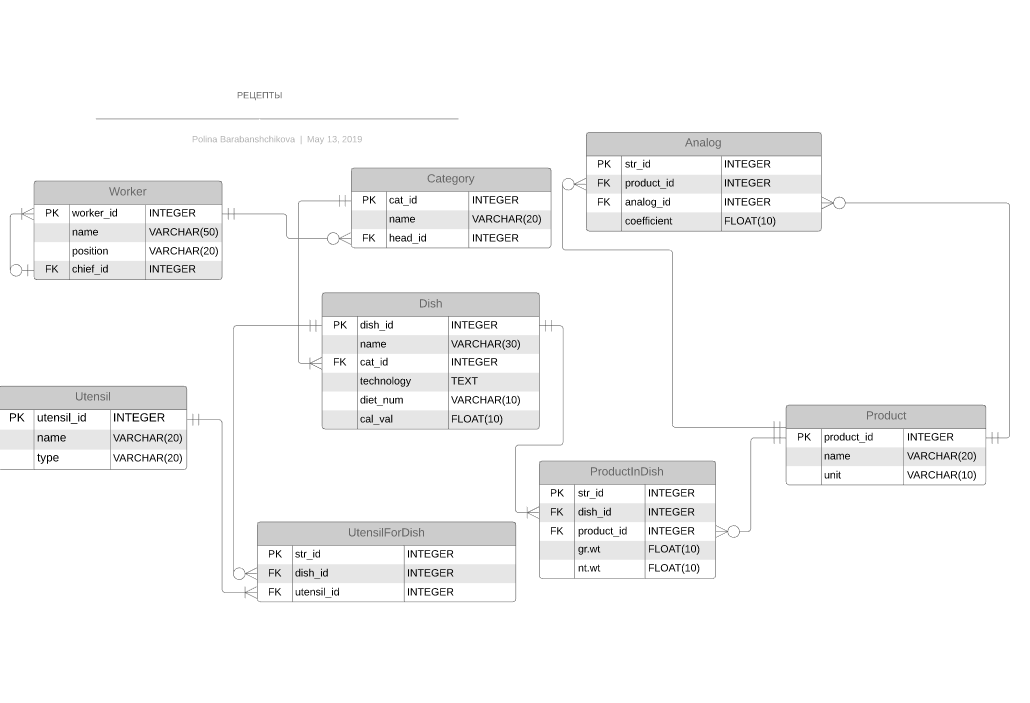 РЕЦЕПТЫ
Polina Barabanshchikova | May 13, 2019
Worker
PK worker_id INTEGER
name VARCHAR(50)
position VARCHAR(20)
FK chief_id INTEGER
Category
PK cat_id INTEGER
name VARCHAR(20)
FK head_id INTEGER
Analog
PK str_id INTEGER
FK product_id INTEGER
FK analog_id INTEGER
coefficient FLOAT(10)
Dish
PK dish_id INTEGER
name VARCHAR(30)
FK cat_id INTEGER
technology TEXT
diet_num VARCHAR(10)
cal_val FLOAT(10)
Utensil
PK utensil_id INTEGER
name VARCHAR(20)
type VARCHAR(20)
Product
PK product_id INTEGER
name VARCHAR(20)
unit VARCHAR(10)
ProductInDish
PK str_id INTEGER
FK dish_id INTEGER
FK product_id INTEGER
gr.wt FLOAT(10)
nt.wt FLOAT(10)
UtensilForDish
PK str_id INTEGER
FK dish_id INTEGER
FK utensil_id INTEGER